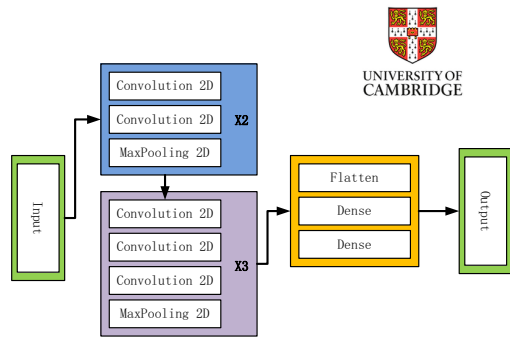 UNIVERSITY OF
CAMBRIDGE
Input
Convolution 2D
Convolution 2D
X2
MaxPooling 2D
Convolution 2D
Convolution 2D
Convolution 2D
X3
MaxPooling 2D
Flatten
Dense
Dense
Output